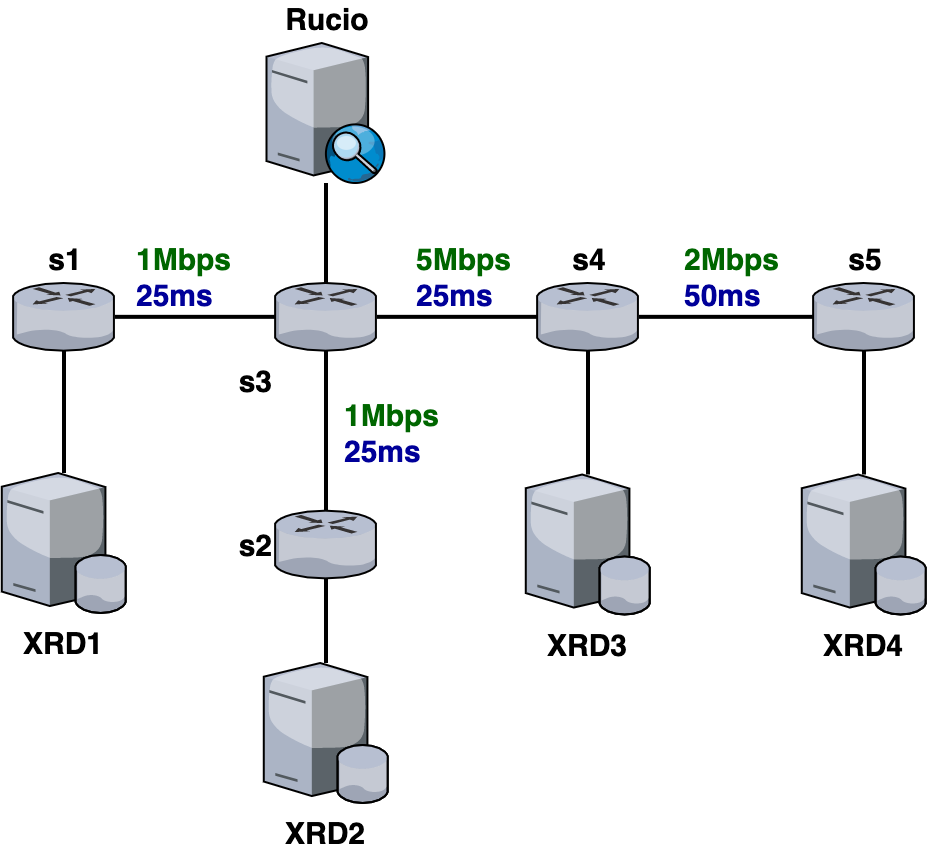 Rucio
s1
1Mbps
25ms
5Mbps
25ms
s4
2Mbps
50ms
s5
s3
1Mbps
25ms
s2
XRD1
XRD3
XRD4
XRD2